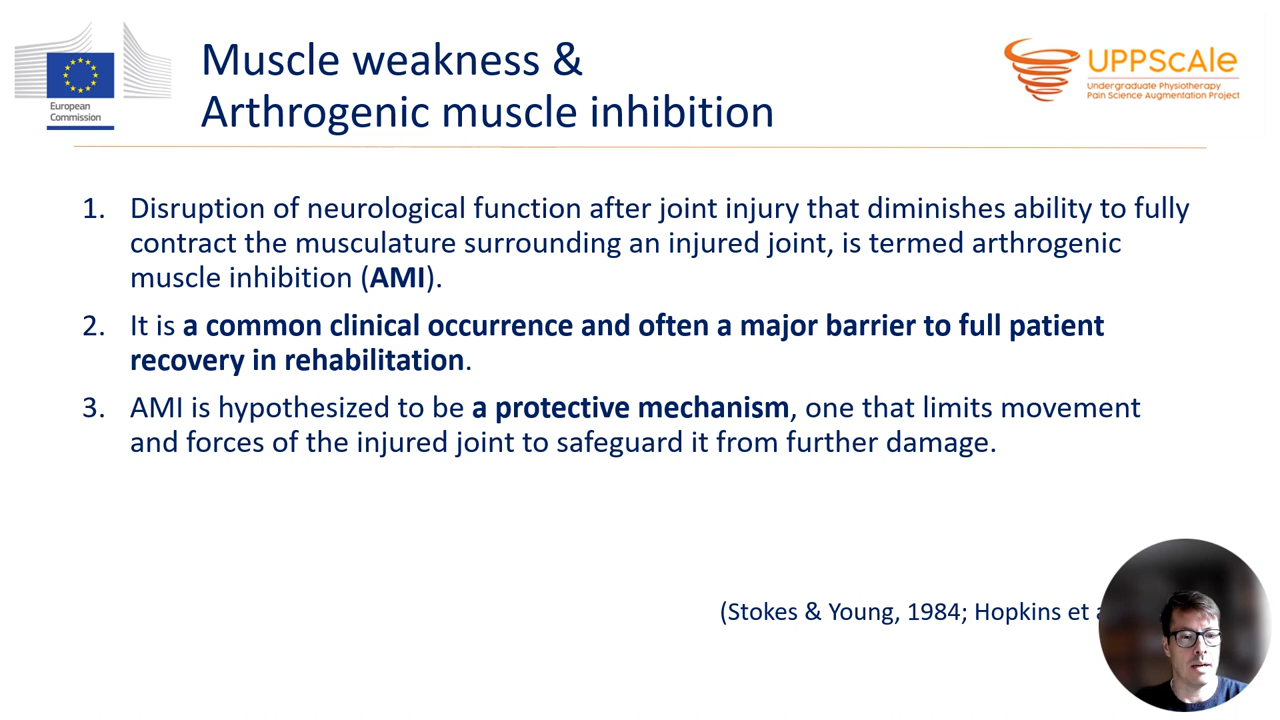 European
Commission
Muscle weakness &
Arthrogenic muscle inhibition
UPPScale
Undergraduate Physiotherapy
Pain Science Augmentation Project
1. Disruption of neurological function after joint injury that diminishes ability to fully
contract the musculature surrounding an injured joint, is termed arthrogenic
muscle inhibition (AMI).
2. It is a common clinical occurrence and often a major barrier to full patient
recovery in rehabilitation.
3. AMI is hypothesized to be a protective mechanism, one that limits movement
and forces of the injured joint to safeguard it from further damage.
(Stokes & Young, 1984; Hopkins et